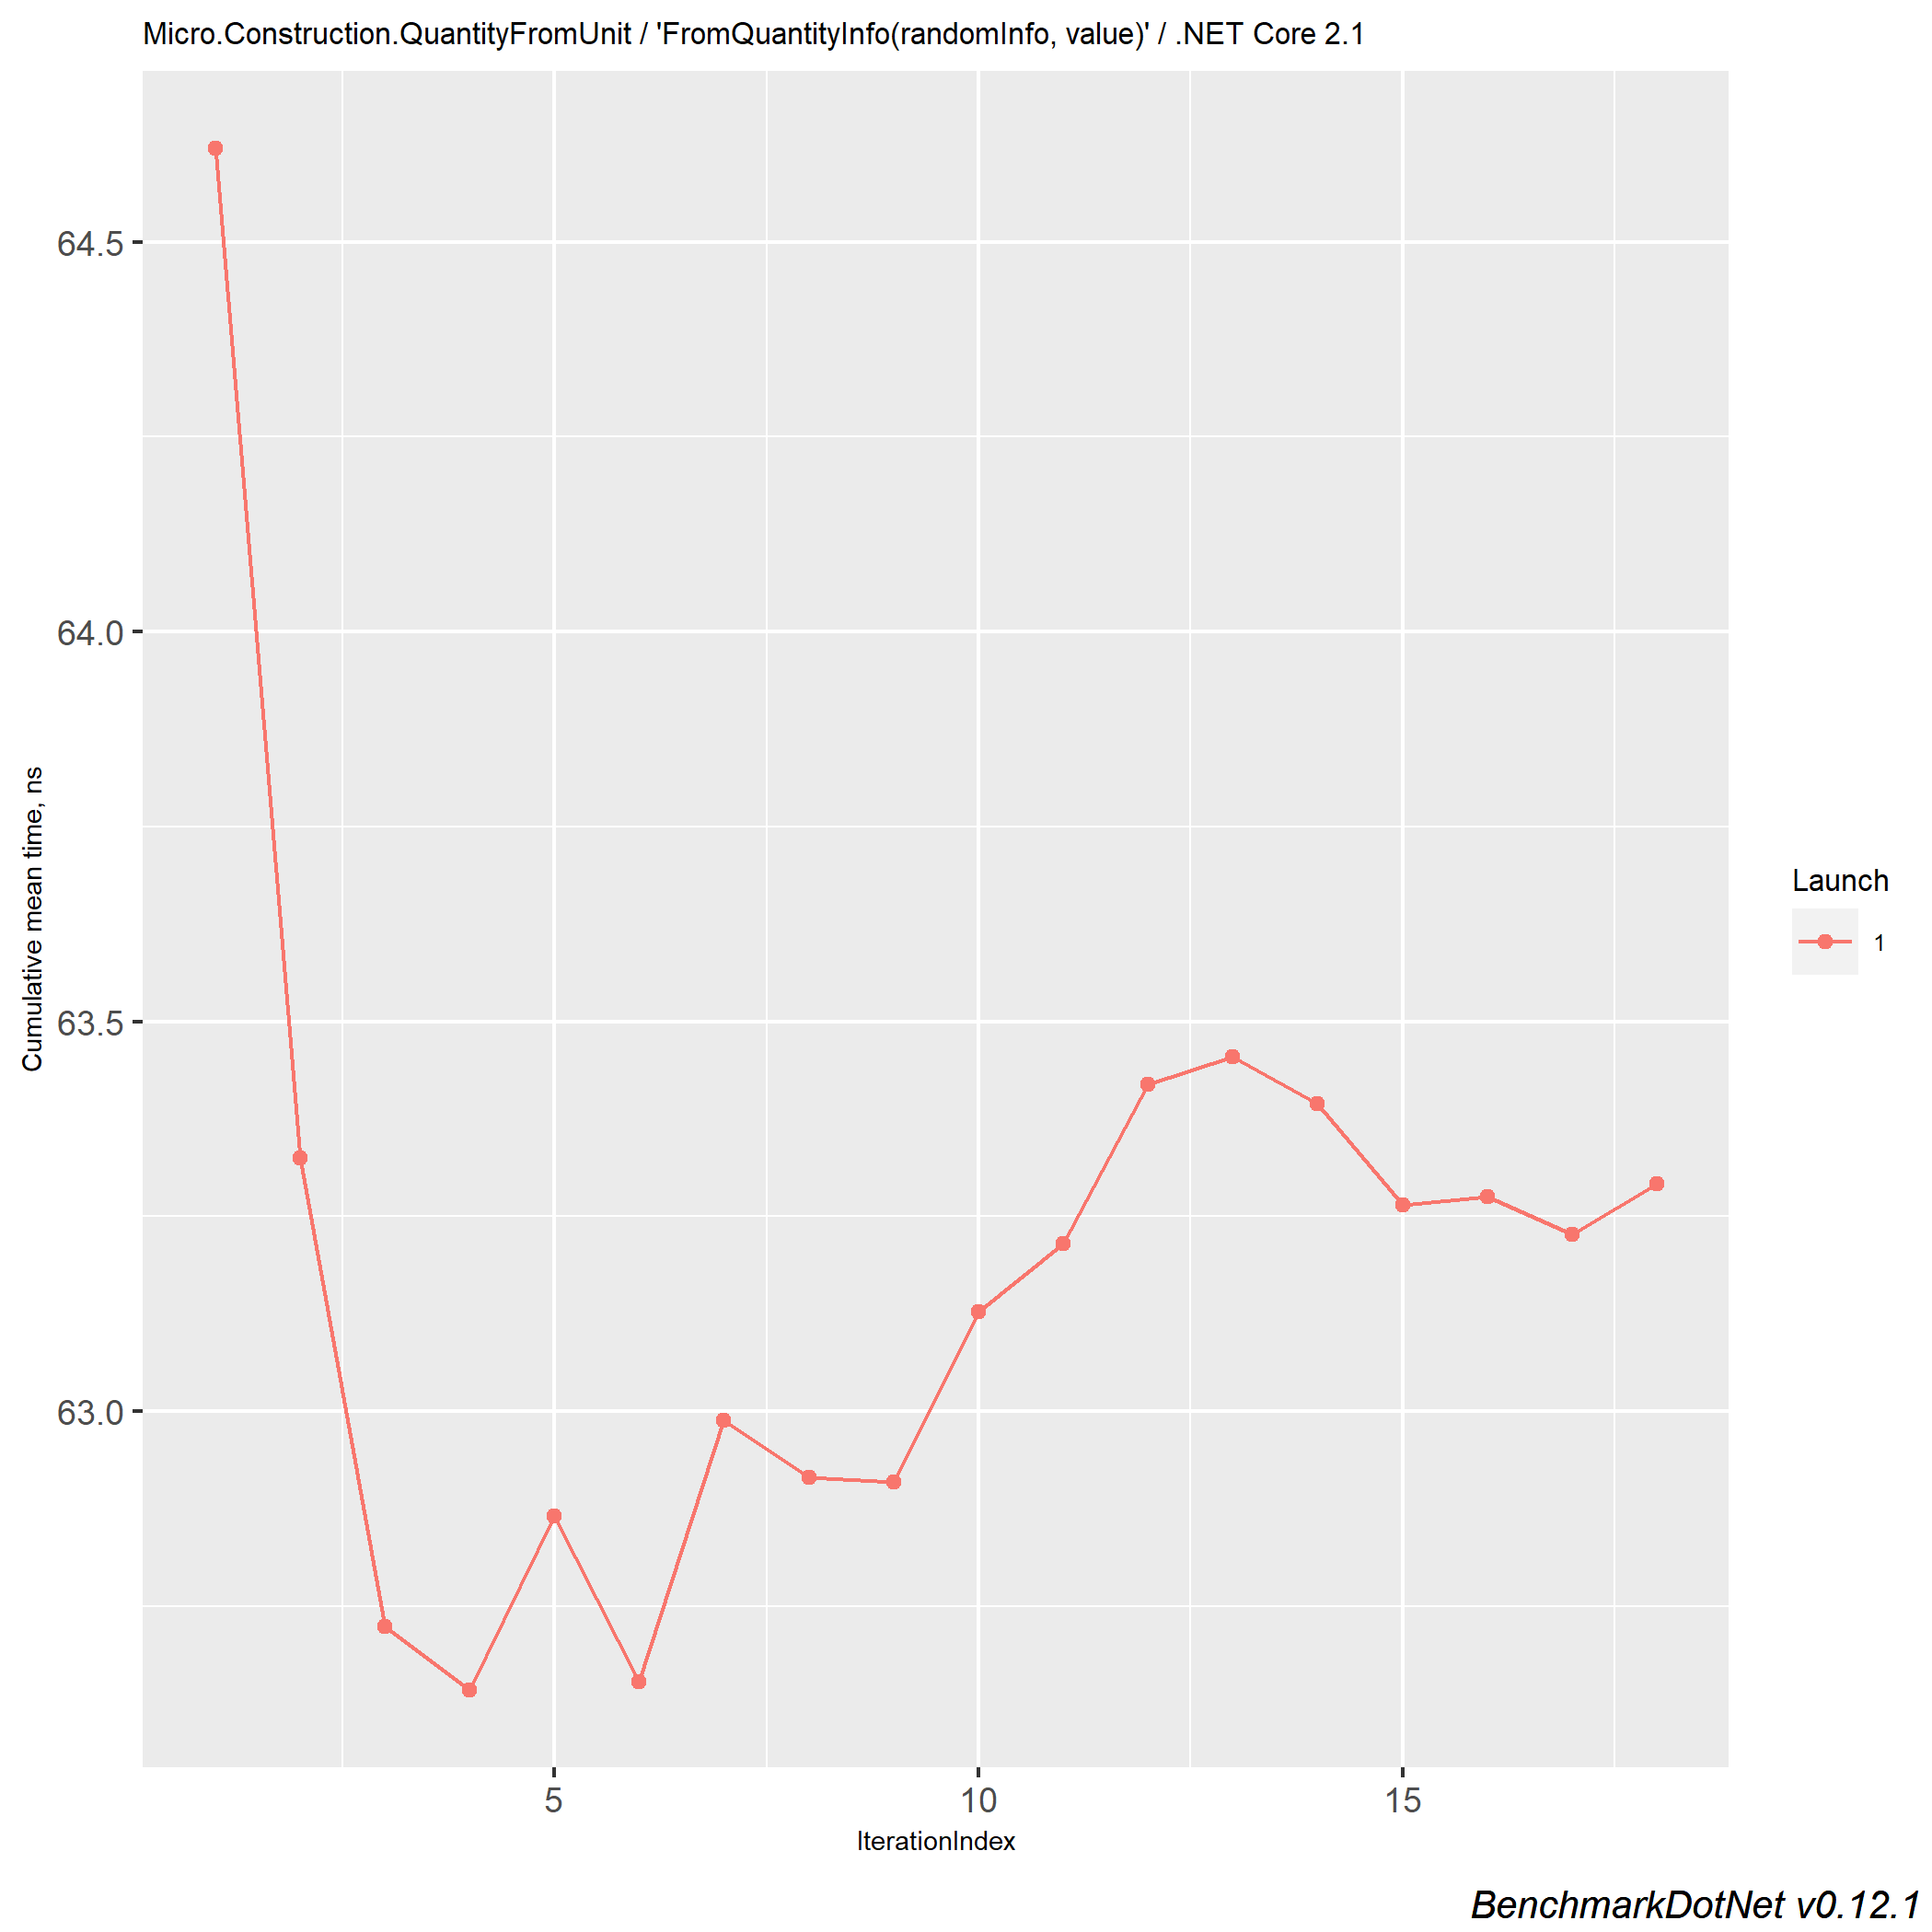 Micro.Construction.QuantityFromUnit / 'FromQuantityInfo(randomInfo, value)' / .NET Core 2.1
64.5
64.0
63.5
63.0
Cumulative mean time, ns
5
10
15
IterationIndex
Launch
1
BenchmarkDotNet v0.12.1